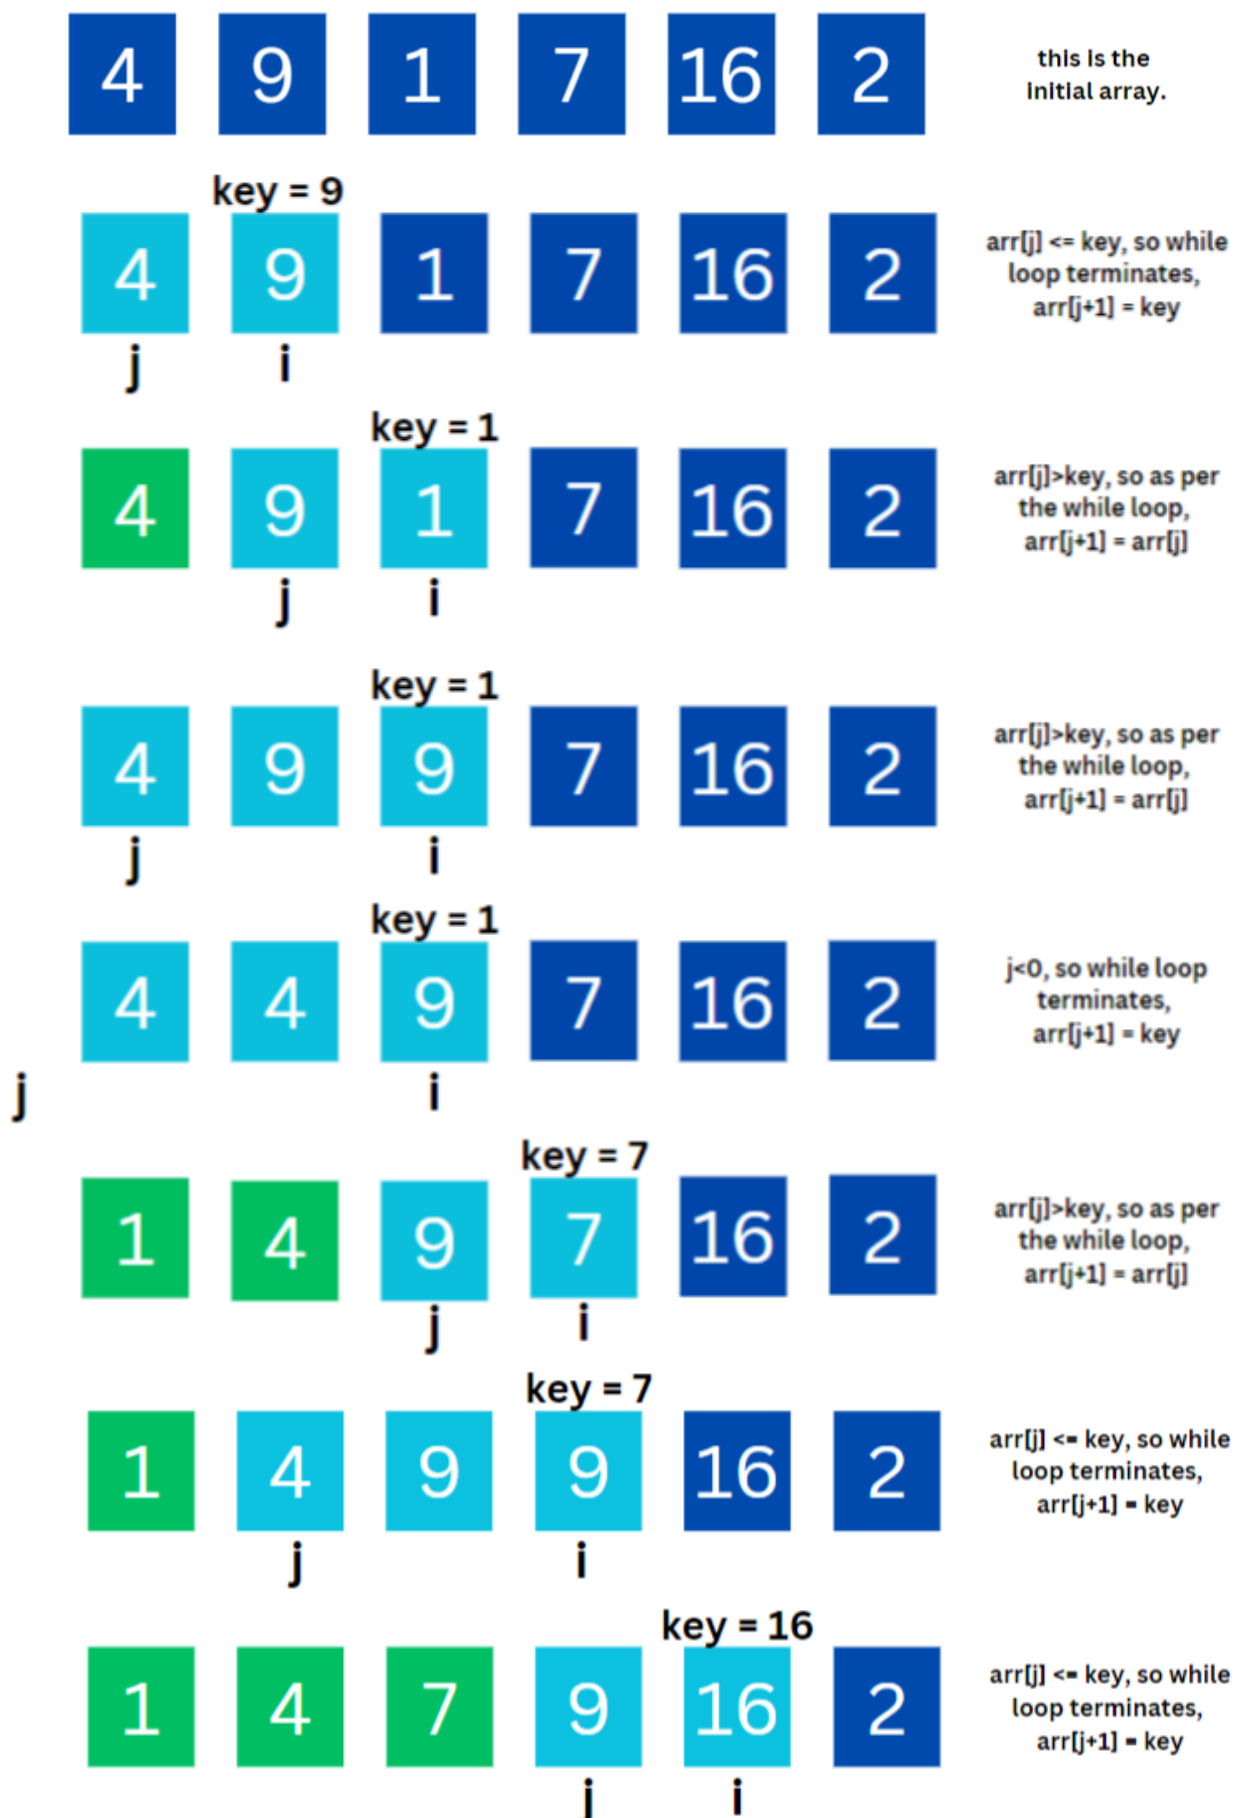 4 9 1 7 16 2
this is the
initial array.
key = 9
4 9 1 7 16 2
j i
arr[j] <= key, so while
loop terminates,
arr[j+1] = key
key = 1
4 9 1 7 16 2
j i
arr[j]>key, so as per
the while loop,
arr[j+1] = arr[j]
key = 1
4 9 9 7 16 2
j i
arr[j]>key, so as per
the while loop,
arr[j+1] = arr[j]
key = 1
4 4 9 7 16 2
j i
j<0, so while loop
terminates,
arr[j+1] = key
key = 7
1 4 9 7 16 2
j i
arr[j]>key, so as per
the while loop,
arr[j+1] = arr[j]
key = 7
1 4 9 9 16 2
j i
arr[j] <= key, so while
loop terminates,
arr[j+1] = key
key = 16
1 4 7 9 16 2
j i
arr[j] <= key, so while
loop terminates,
arr[j+1] = key